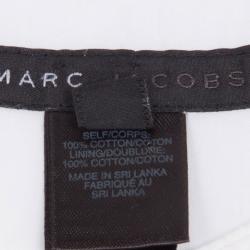 MARC JACOBS
SELF/CORPS:
100% COTTON/COTON
LINING/DOUBLURE:
100% COTTON/COTON
MADE IN SRI LANKA
FABRIQUÉ AU
SRI LANKA